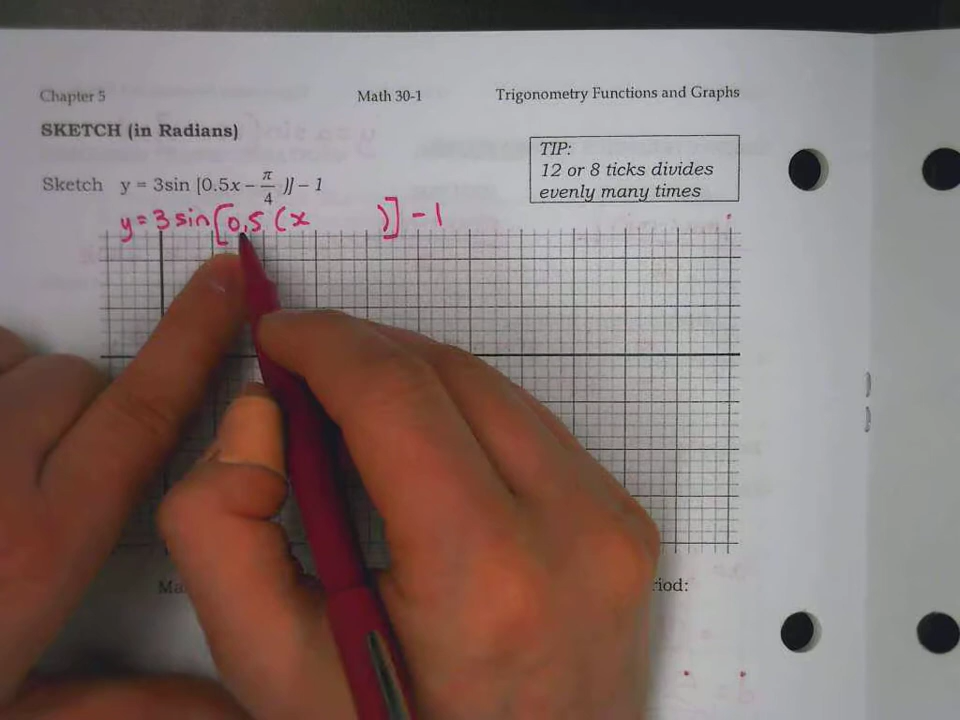 Chapter 5 Math 30-1 Trigonometry Functions and Graphs
SKETCH (in Radians)
TIP:
12 or 8 ticks divides
evenly many times
Sketch y = 3sin [0.5x − π/4 )] − 1
y = 3 sin [0.5 (x )] − 1
riod: